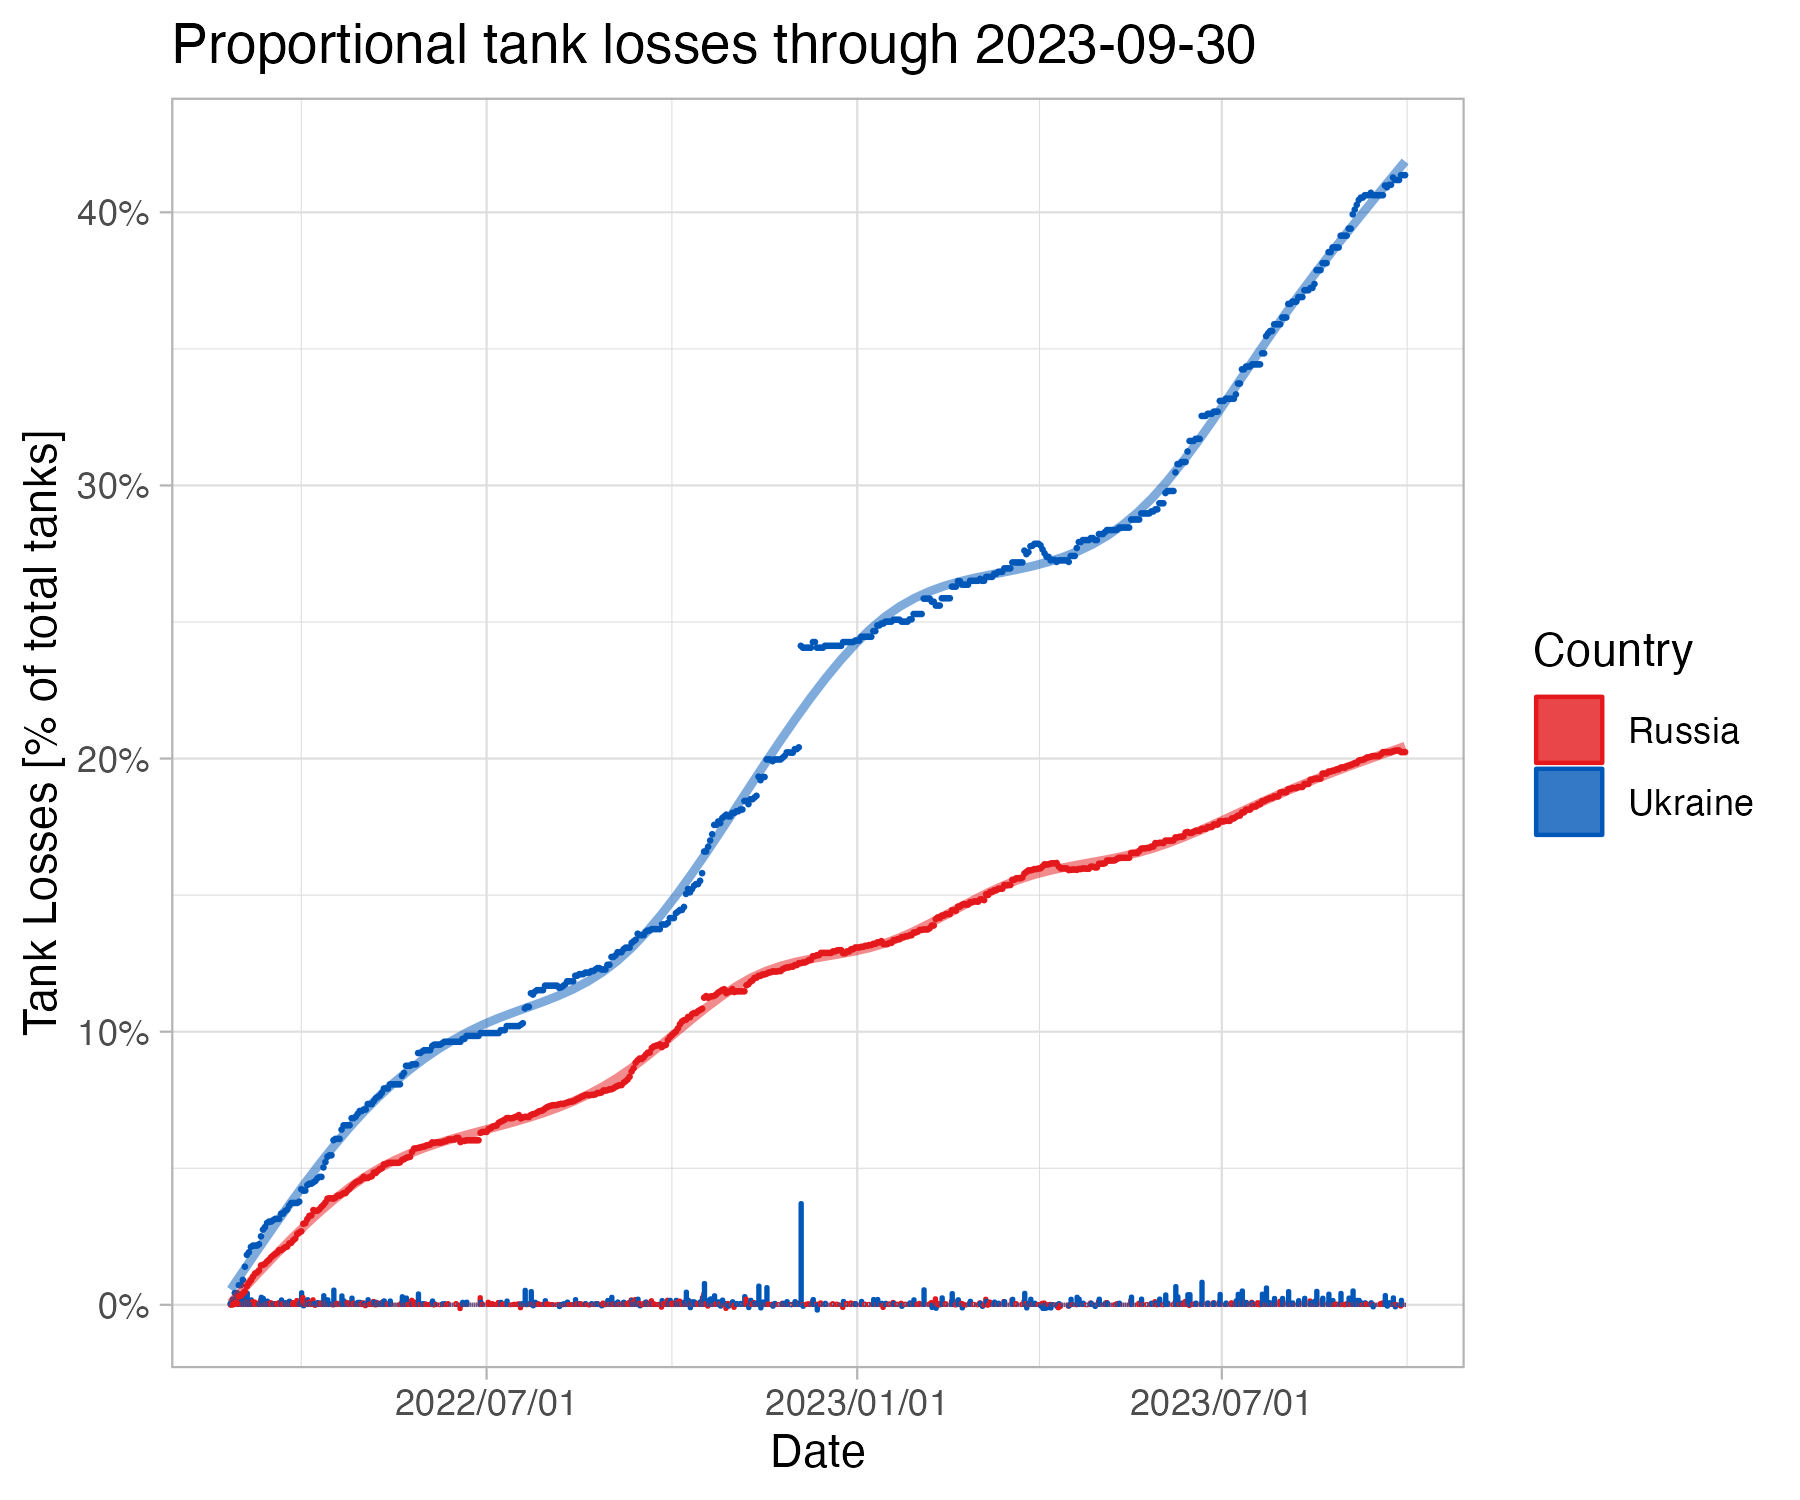 Proportional tank losses through 2023-09-30
Tank Losses [% of total tanks]
40%
30%
20%
10%
0%
2022/07/01
2023/01/01
2023/07/01
Date
Country
Russia
Ukraine